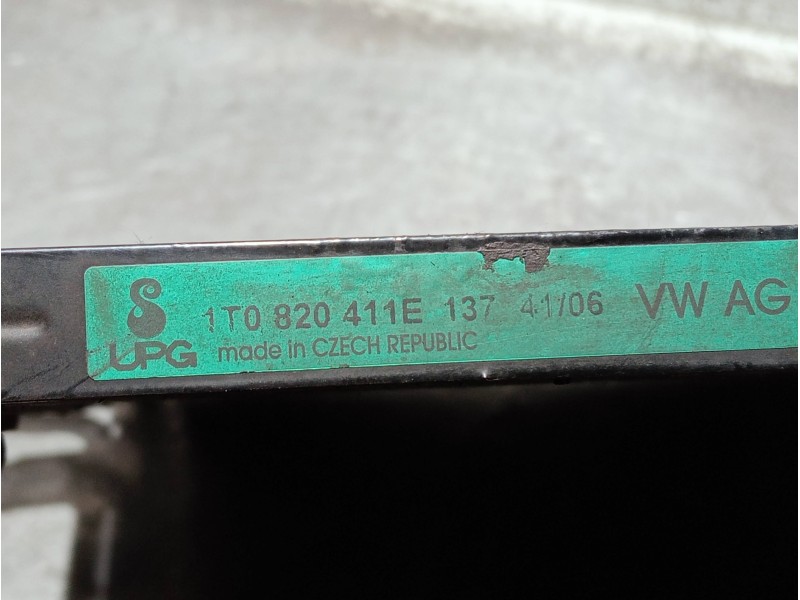 1T0 820 411E 137 41/06 VW AG
UPG made in CZECH REPUBLIC